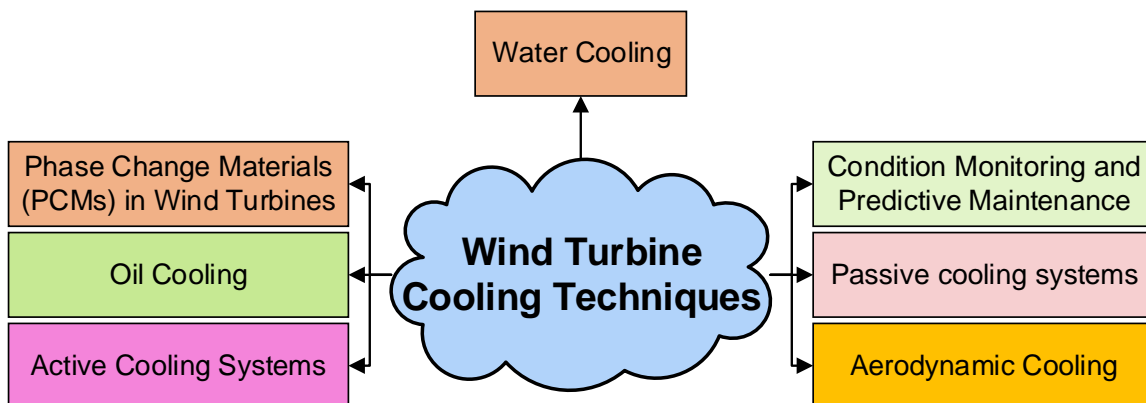 Water Cooling
Phase Change Materials
(PCMs) in Wind Turbines
Oil Cooling
Active Cooling Systems
Wind Turbine
Cooling Techniques
Condition Monitoring and
Predictive Maintenance
Passive cooling systems
Aerodynamic Cooling